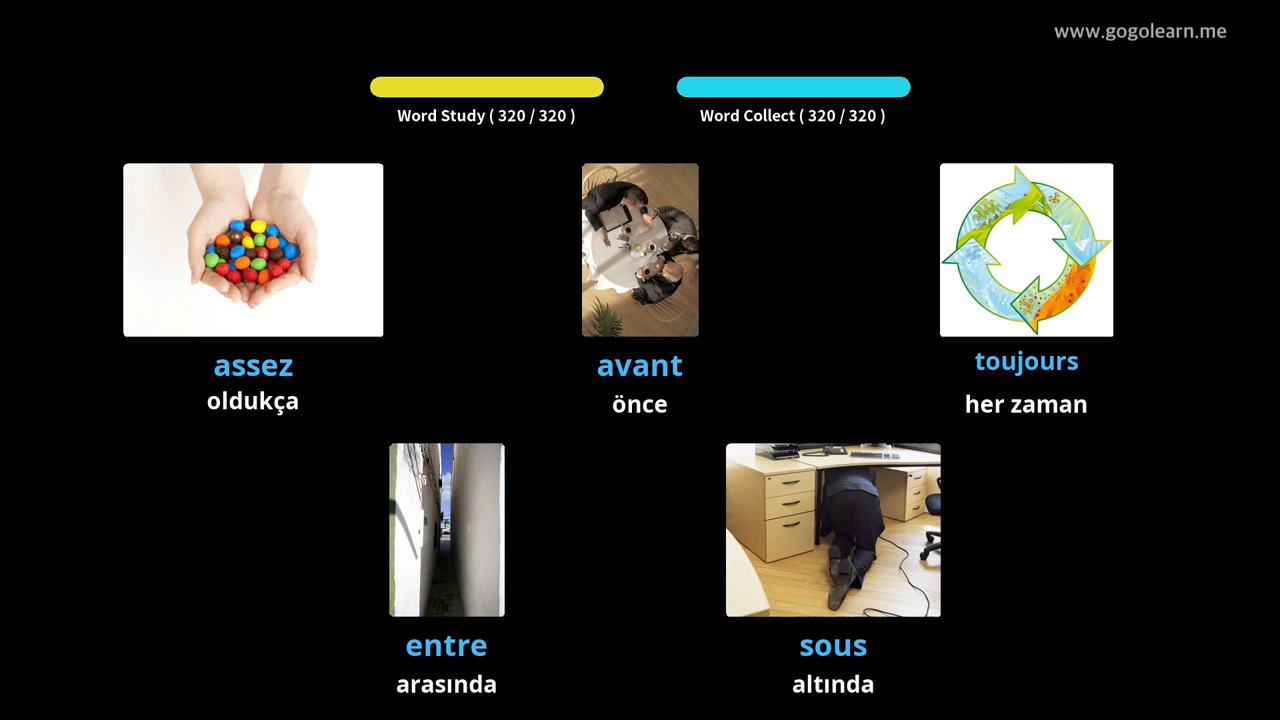 www.gogolearn.me
Word Study ( 320 / 320 )
Word Collect ( 320 / 320 )
assez
oldukça
avant
önce
toujours
her zaman
entre
arasında
sous
altında